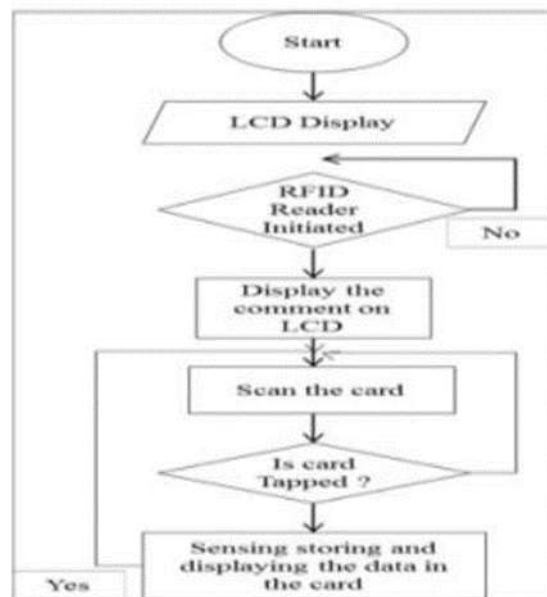 Start
LCD Display
RFID
Reader
Initiated
No
Display the
comment on
LCD
Scan the card
Is card
Tapped ?
Sensing storing and
displaying the data in
the card
Yes